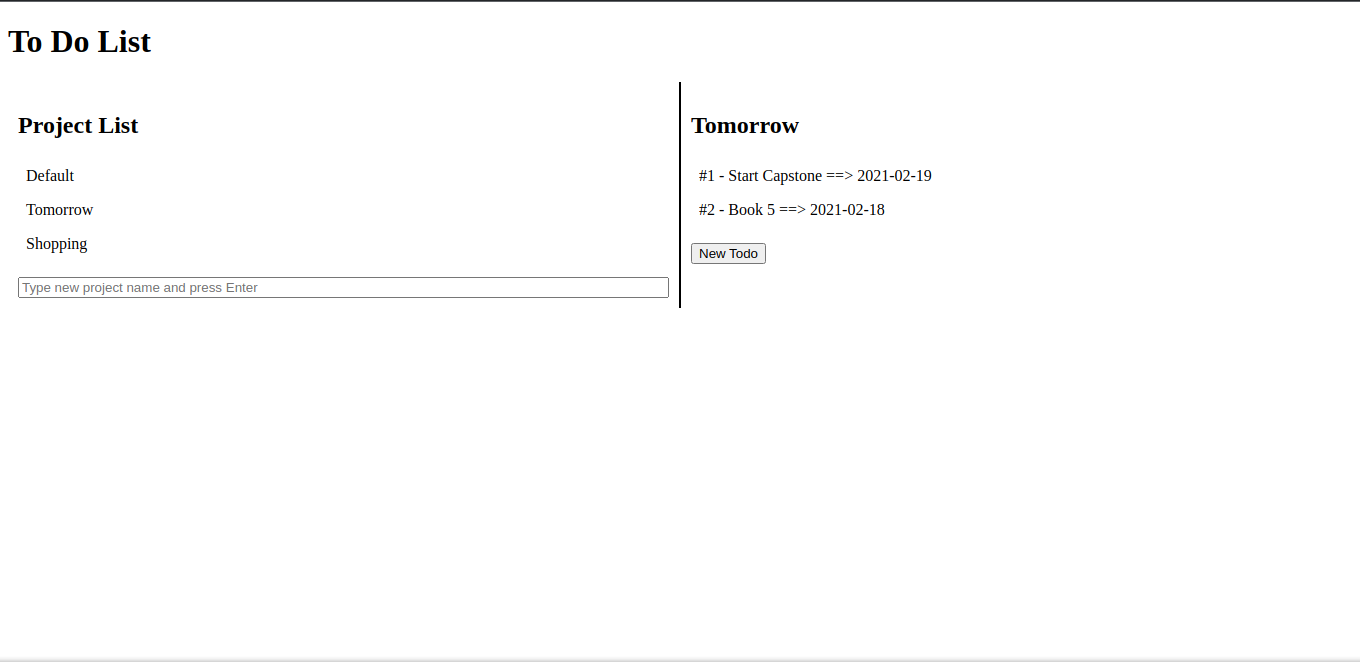 To Do List
Project List
Default
Tomorrow
Shopping
Type new project name and press Enter
Tomorrow
#1 - Start Capstone ==> 2021-02-19
#2 - Book 5 ==> 2021-02-18
New Todo